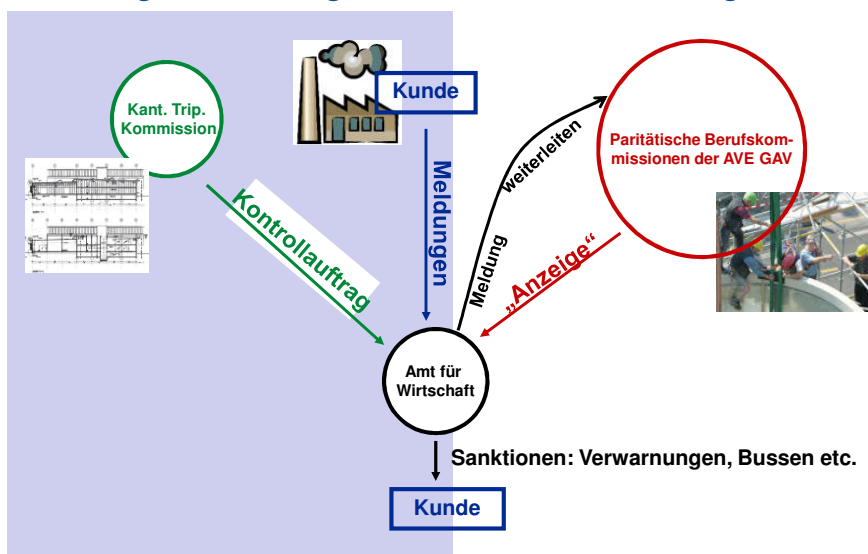 Kunde
Kant. Trip.
Kommission
Paritätische Berufskom-
missionen der AVE GAV
Kontrollauftrag
Meldungen
Meldung
weiterleiten
„Anzeige“
Amt für
Wirtschaft
Sanktionen: Verwarnungen, Bussen etc.
Kunde